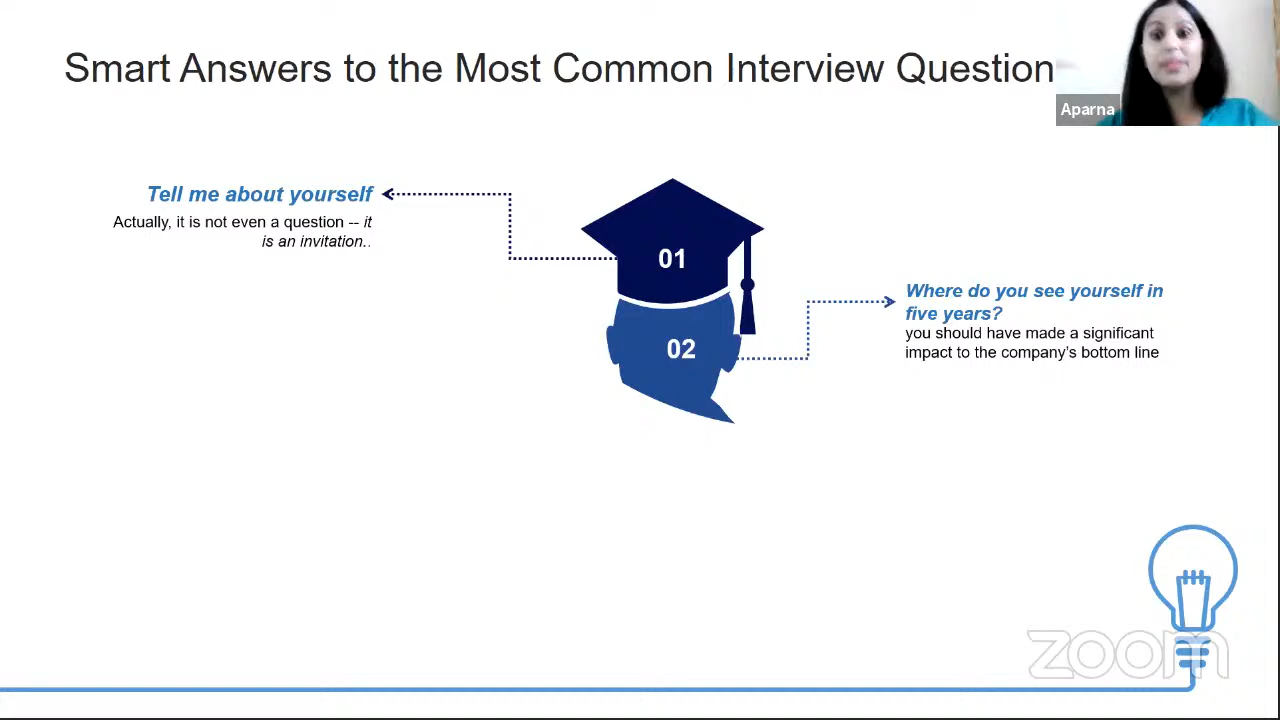 Smart Answers to the Most Common Interview Question
Aparna
Tell me about yourself
Actually, it is not even a question -- it
is an invitation..
01
Where do you see yourself in
five years?
you should have made a significant
impact to the company's bottom line
02
zoom